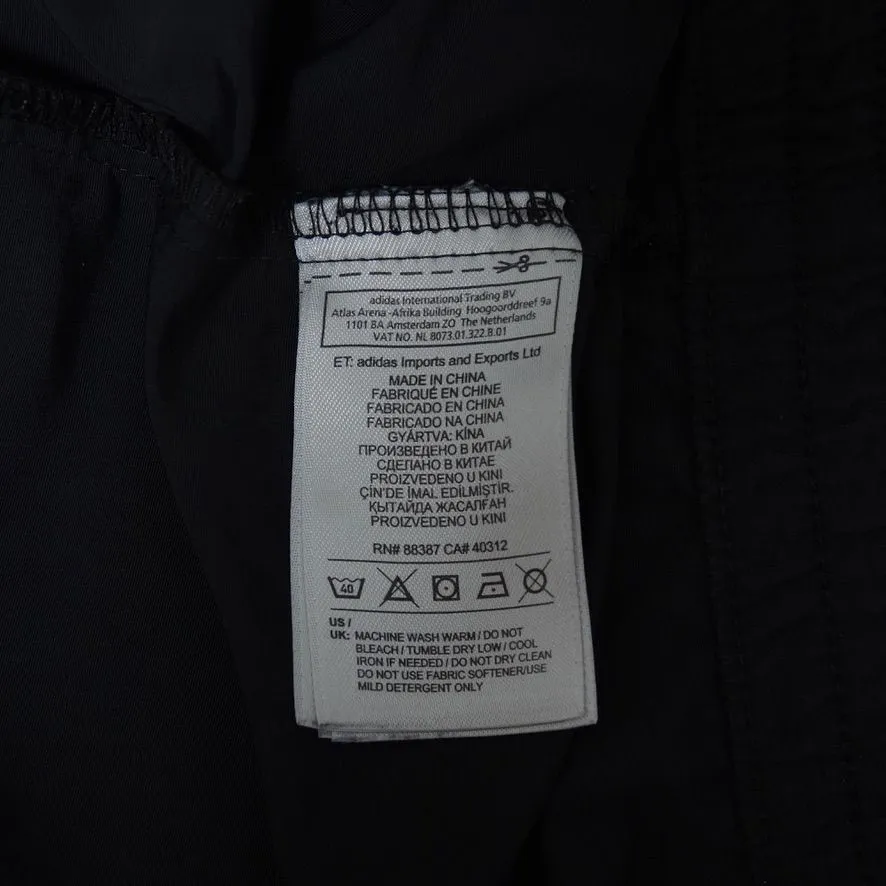 adidas International Trading BV
Atlas Arena -Afrika Building Hoogoorddreef 9a
1101 BA Amsterdam ZO The Netherlands
VAT NO. NL 8073.01.322.B.01
ET: adidas Imports and Exports Ltd
MADE IN CHINA
FABRIQUÉ EN CHINE
FABRICADO EN CHINA
FABRICADO NA CHINA
GYÁRTVA: KÍNA
ПРОИЗВЕДЕНО В КИТАЙ
СДЕЛАНО В КИТАЕ
PROIZVEDENO U KINI
ÇİN'DE İMAL EDİLMİŞTİR.
ҚЫТАЙДА ЖАСАЛҒАН
PROIZVEDENO U KINI
RN# 88387 CA# 40312
40
US /
UK: MACHINE WASH WARM / DO NOT
BLEACH / TUMBLE DRY LOW / COOL
IRON IF NEEDED / DO NOT DRY CLEAN
DO NOT USE FABRIC SOFTENER/USE
MILD DETERGENT ONLY